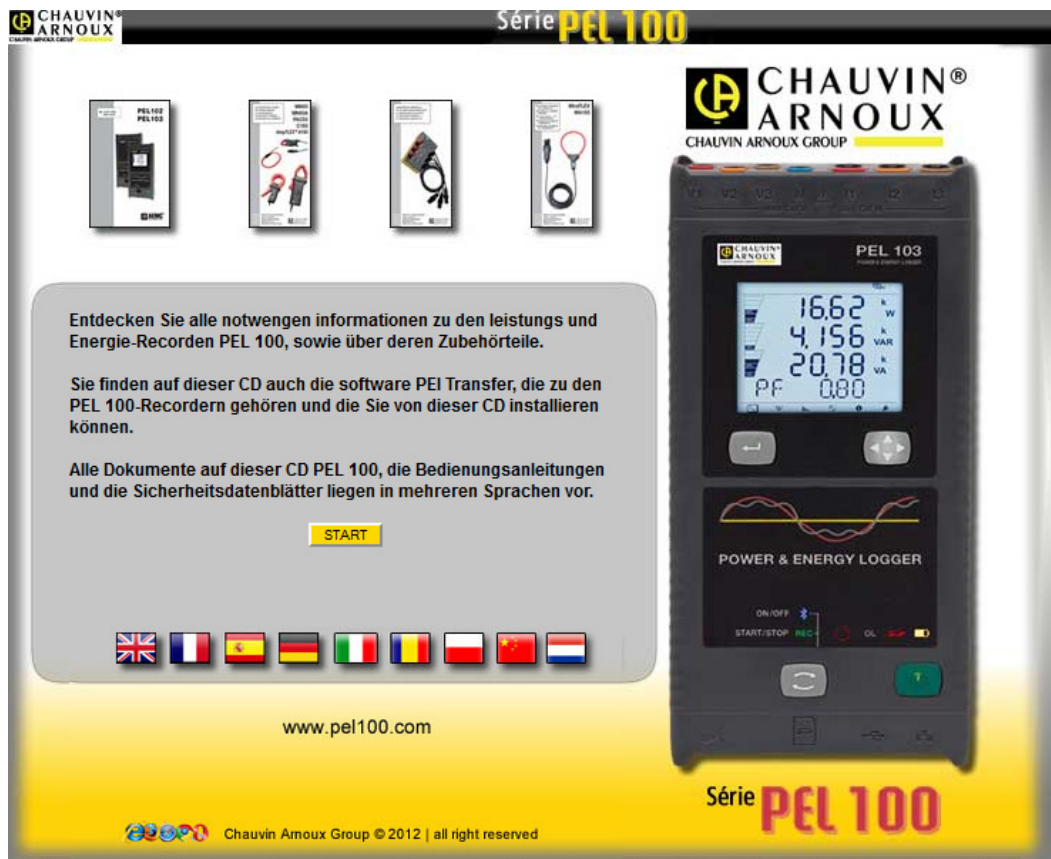 CHAUVIN®
ARNOUX
CHAUVIN ARNOUX GROUP
Série PEL 100
PEL102
PEL103
MiniFLEX
MA100
CHAUVIN®
ARNOUX
CHAUVIN ARNOUX GROUP
V1 V2 V3 N I1 I2 I3
CHAUVIN®
ARNOUX
PEL 103
POWER & ENERGY LOGGER
16.62 k W
4.156 k VAR
20.78 k VA
PF 0.80
Entdecken Sie alle notwengen informationen zu den leistungs und
Energie-Recorden PEL 100, sowie über deren Zubehörteile.
Sie finden auf dieser CD auch die software PEl Transfer, die zu den
PEL 100-Recordern gehören und die Sie von dieser CD installieren
können.
Alle Dokumente auf dieser CD PEL 100, die Bedienungsanleitungen
und die Sicherheitsdatenblätter liegen in mehreren Sprachen vor.
START
POWER & ENERGY LOGGER
ON/OFF
START/STOP REC OL
www.pel100.com
Série PEL 100
Chauvin Arnoux Group © 2012 | all right reserved